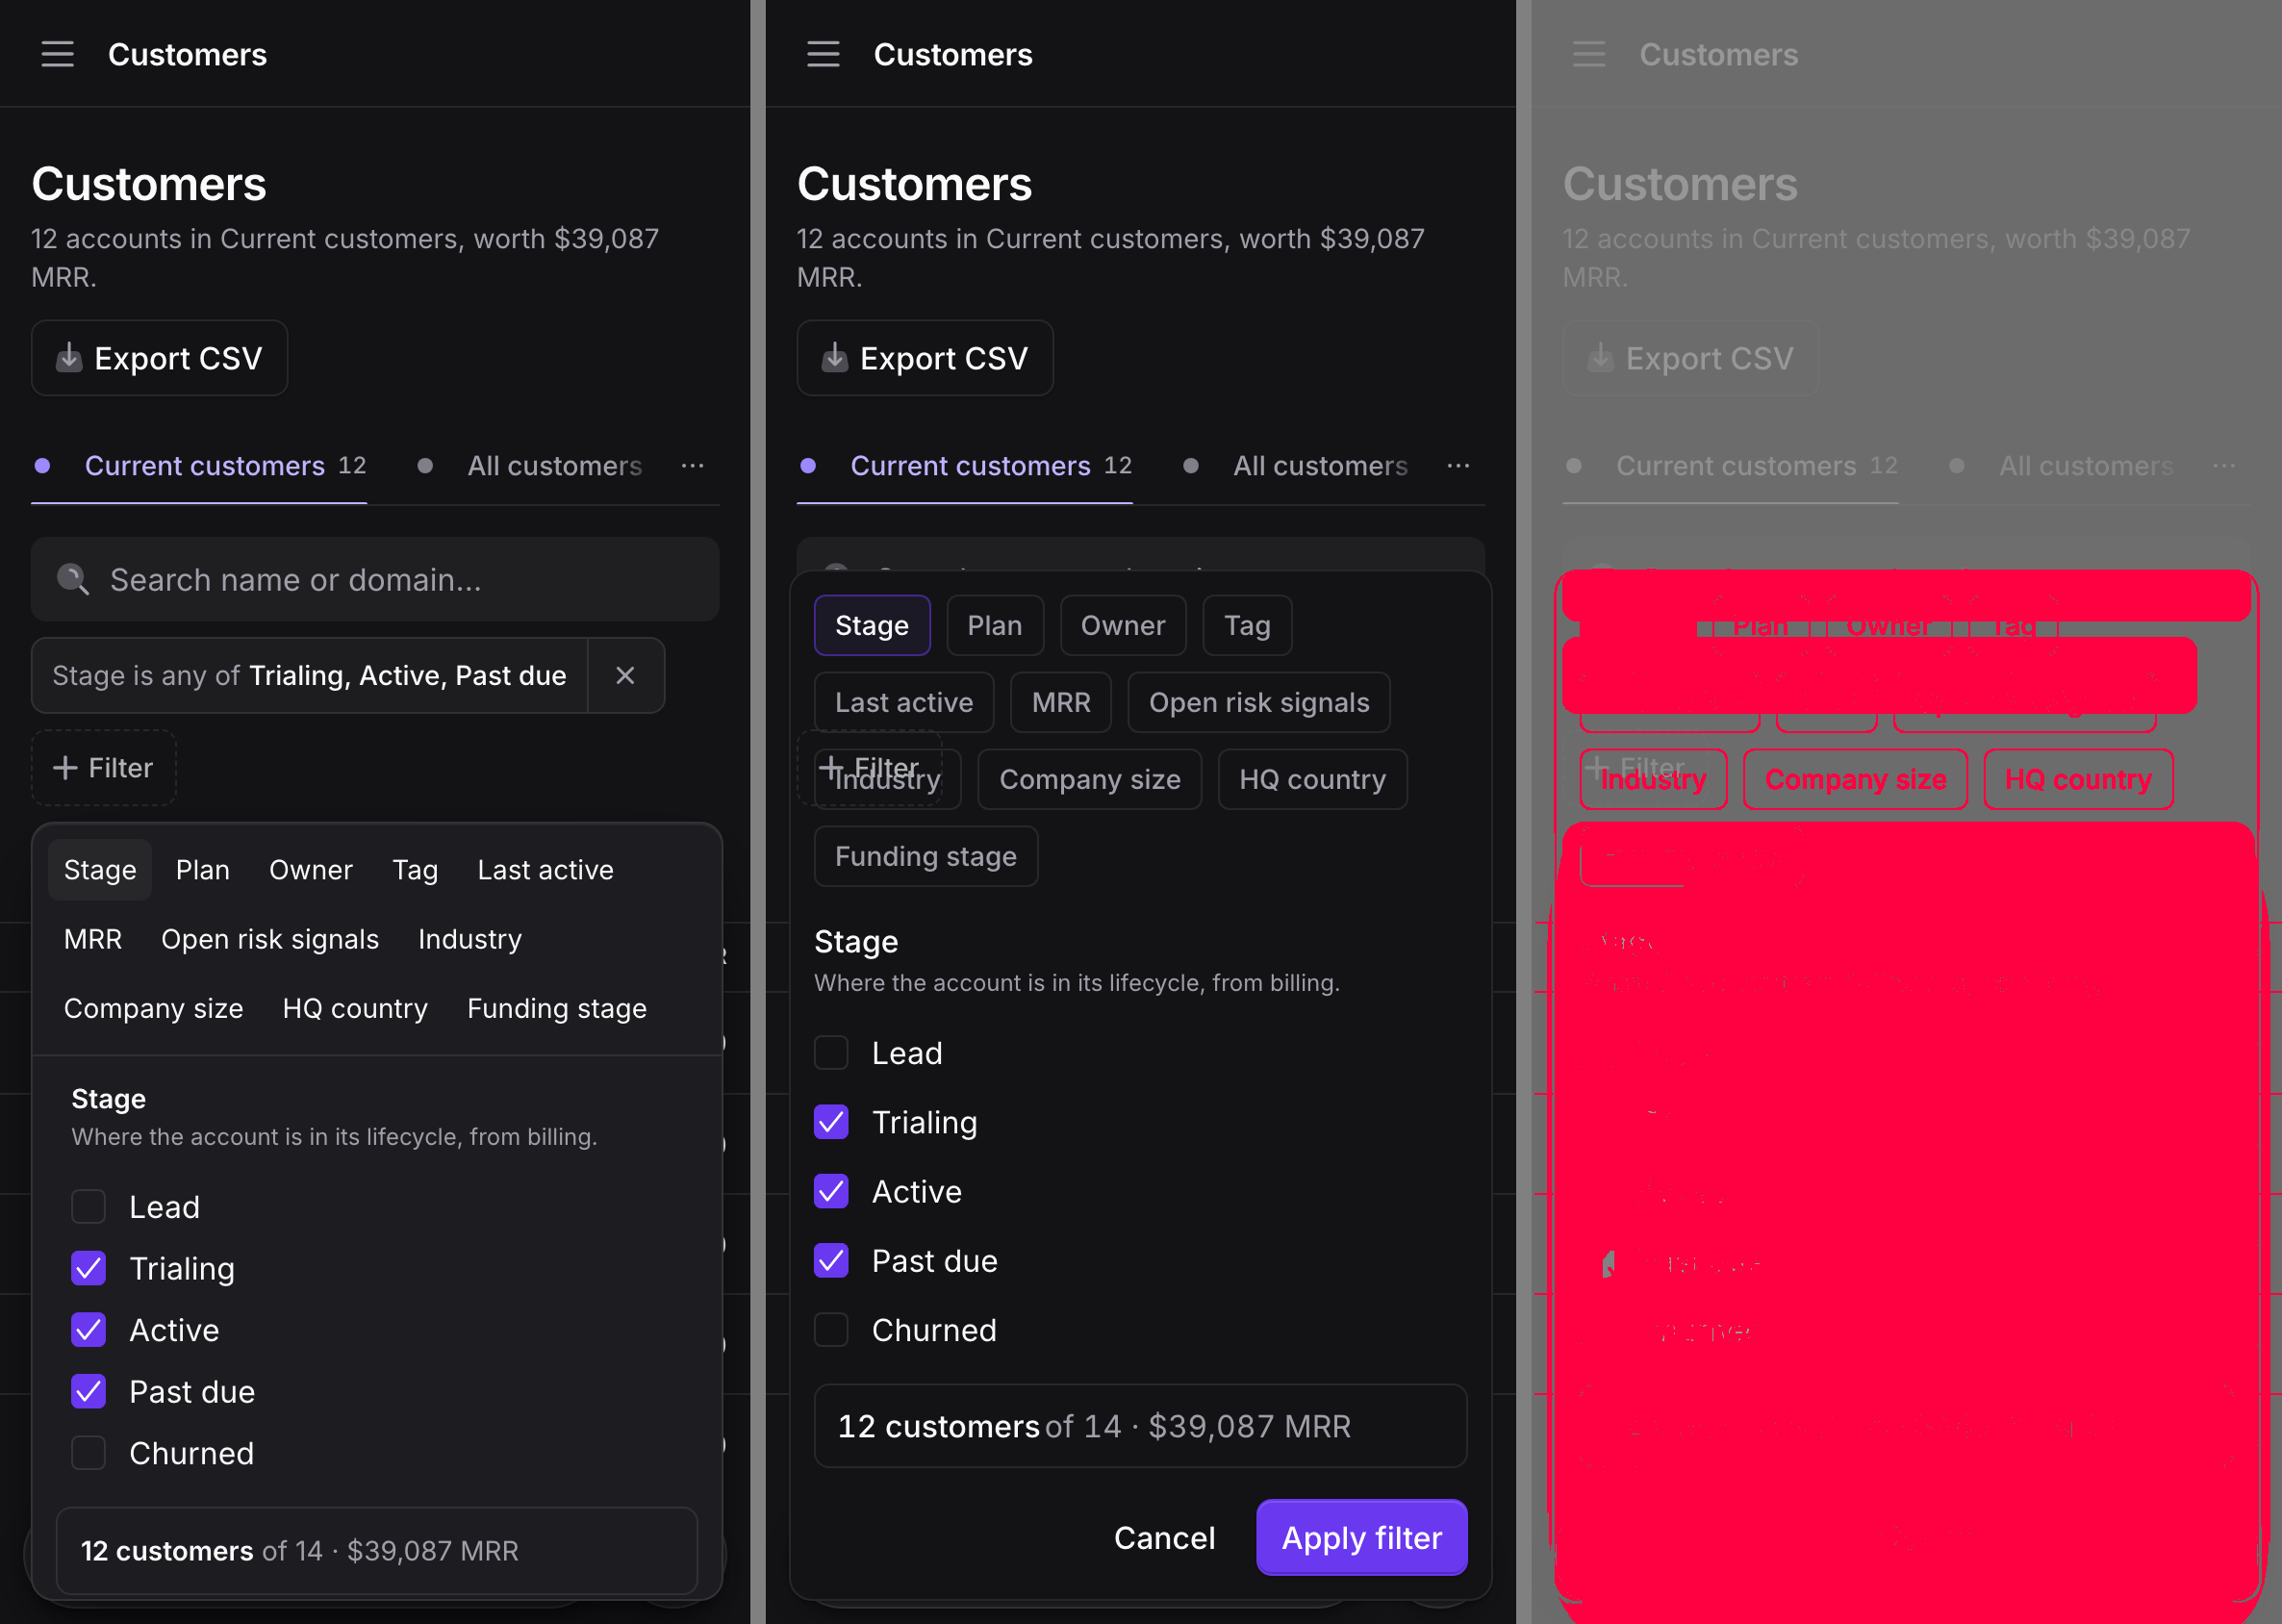 Customers
Customers
12 accounts in Current customers, worth $39,087
MRR.
Export CSV
Current customers 12 All customers ...
Search name or domain...
Stage is any of Trialing, Active, Past due
Filter
Stage Plan Owner Tag Last active
MRR Open risk signals Industry
Company size HQ country Funding stage
Stage
Where the account is in its lifecycle, from billing.
Lead
Trialing
Active
Past due
Churned
12 customers of 14 · $39,087 MRR
Customers
Customers
12 accounts in Current customers, worth $39,087
MRR.
Export CSV
Current customers 12 All customers ...
Stage Plan Owner Tag
Last active MRR Open risk signals
Filter
Industry Company size HQ country
Funding stage
Stage
Where the account is in its lifecycle, from billing.
Lead
Trialing
Active
Past due
Churned
12 customers of 14 · $39,087 MRR
Cancel Apply filter
Customers
Customers
12 accounts in Current customers, worth $39,087
MRR.
Export CSV
Current customers 12 All customers ...
Plan Owner Tag
Filter
Industry Company size HQ country